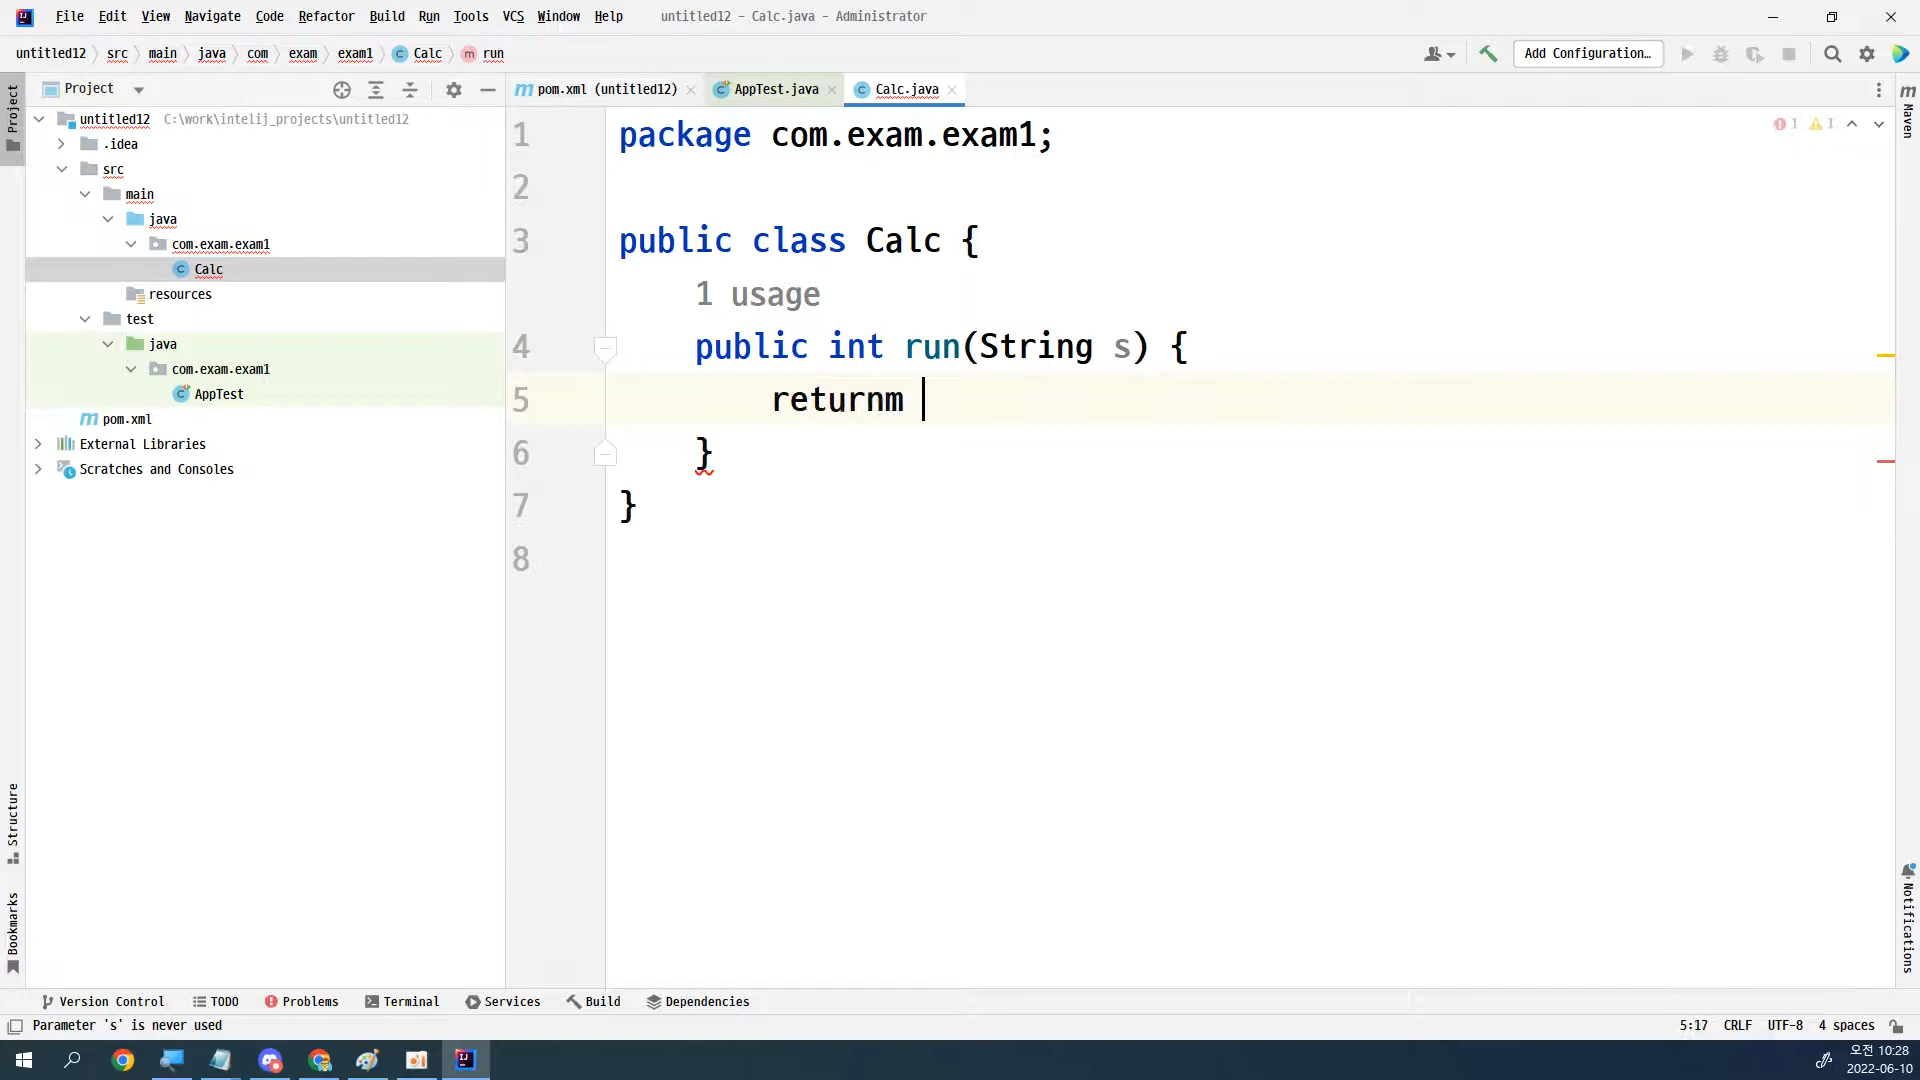 File Edit View Navigate Code Refactor Build Run Tools VCS Window Help untitled12 - Calc.java - Administrator
untitled12 src main java com exam exam1 Calc run Add Configuration...
Project pom.xml (untitled12) AppTest.java Calc.java
untitled12 C:\work\intelij_projects\untitled12
.idea
src
main
java
com.exam.exam1
Calc
resources
test
java
com.exam.exam1
AppTest
pom.xml
External Libraries
Scratches and Consoles
1 package com.exam.exam1;
2
3 public class Calc {
1 usage
4 public int run(String s) {
5 returnm
6 }
7 }
8
1 1
Project
Structure
Bookmarks
Maven
Notifications
Version Control TODO Problems Terminal Services Build Dependencies
Parameter 's' is never used 5:17 CRLF UTF-8 4 spaces
오전 10:28
2022-06-10